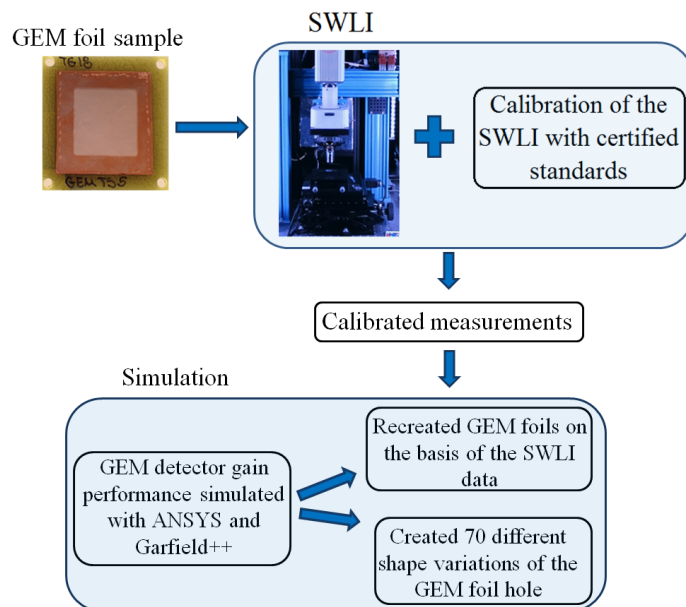 GEM foil sample
SWLI
TG18
GEMTS5
Calibration of the
SWLI with certified
standards
Calibrated measurements
Simulation
GEM detector gain
performance simulated
with ANSYS and
Garfield++
Recreated GEM foils on
the basis of the SWLI
data
Created 70 different
shape variations of the
GEM foil hole